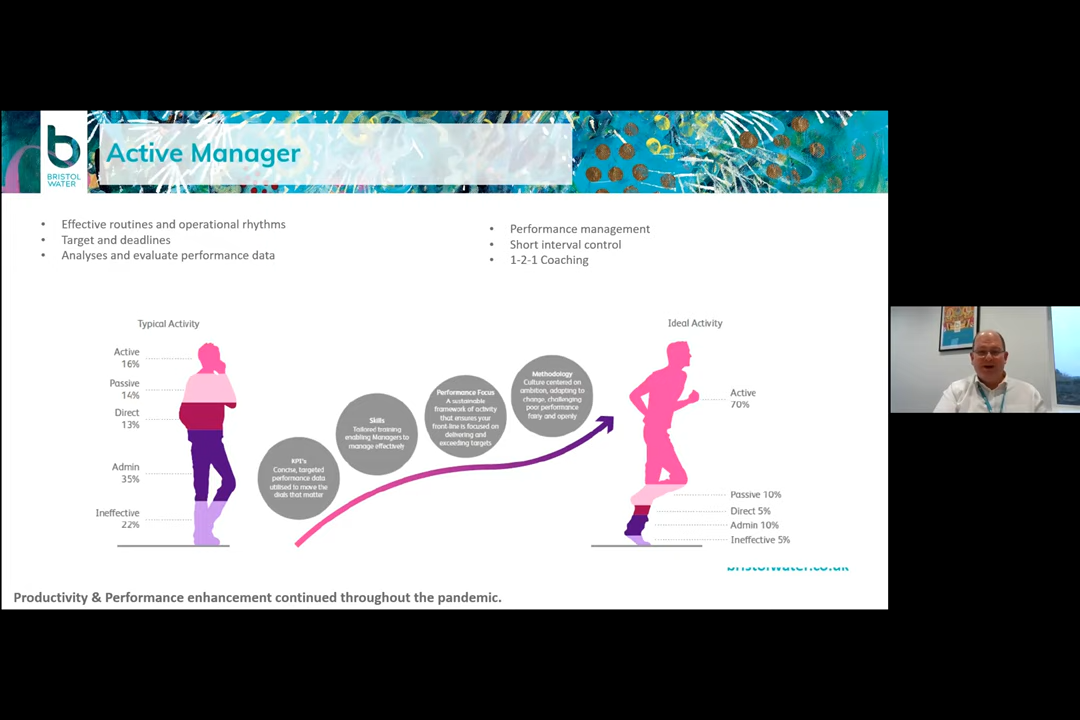 BRISTOL
WATER
Active Manager
• Effective routines and operational rhythms
• Target and deadlines
• Analyses and evaluate performance data
• Performance management
• Short interval control
• 1-2-1 Coaching
Typical Activity
Active
16%
Passive
14%
Direct
13%
Admin
35%
Ineffective
22%
KPI's
Concise, targeted
performance data
utilised to move the
dials that matter
Skills
Tailored training
enabling Managers to
manage effectively
Performance Focus
A sustainable
framework of activity
that ensures your
front-line is focused on
delivering and
exceeding targets
Methodology
Culture centered on
ambition, adapting to
change, challenging
poor performance
fairly and openly
Ideal Activity
Active
70%
Passive 10%
Direct 5%
Admin 10%
Ineffective 5%
bristolwater.co.uk
Productivity & Performance enhancement continued throughout the pandemic.